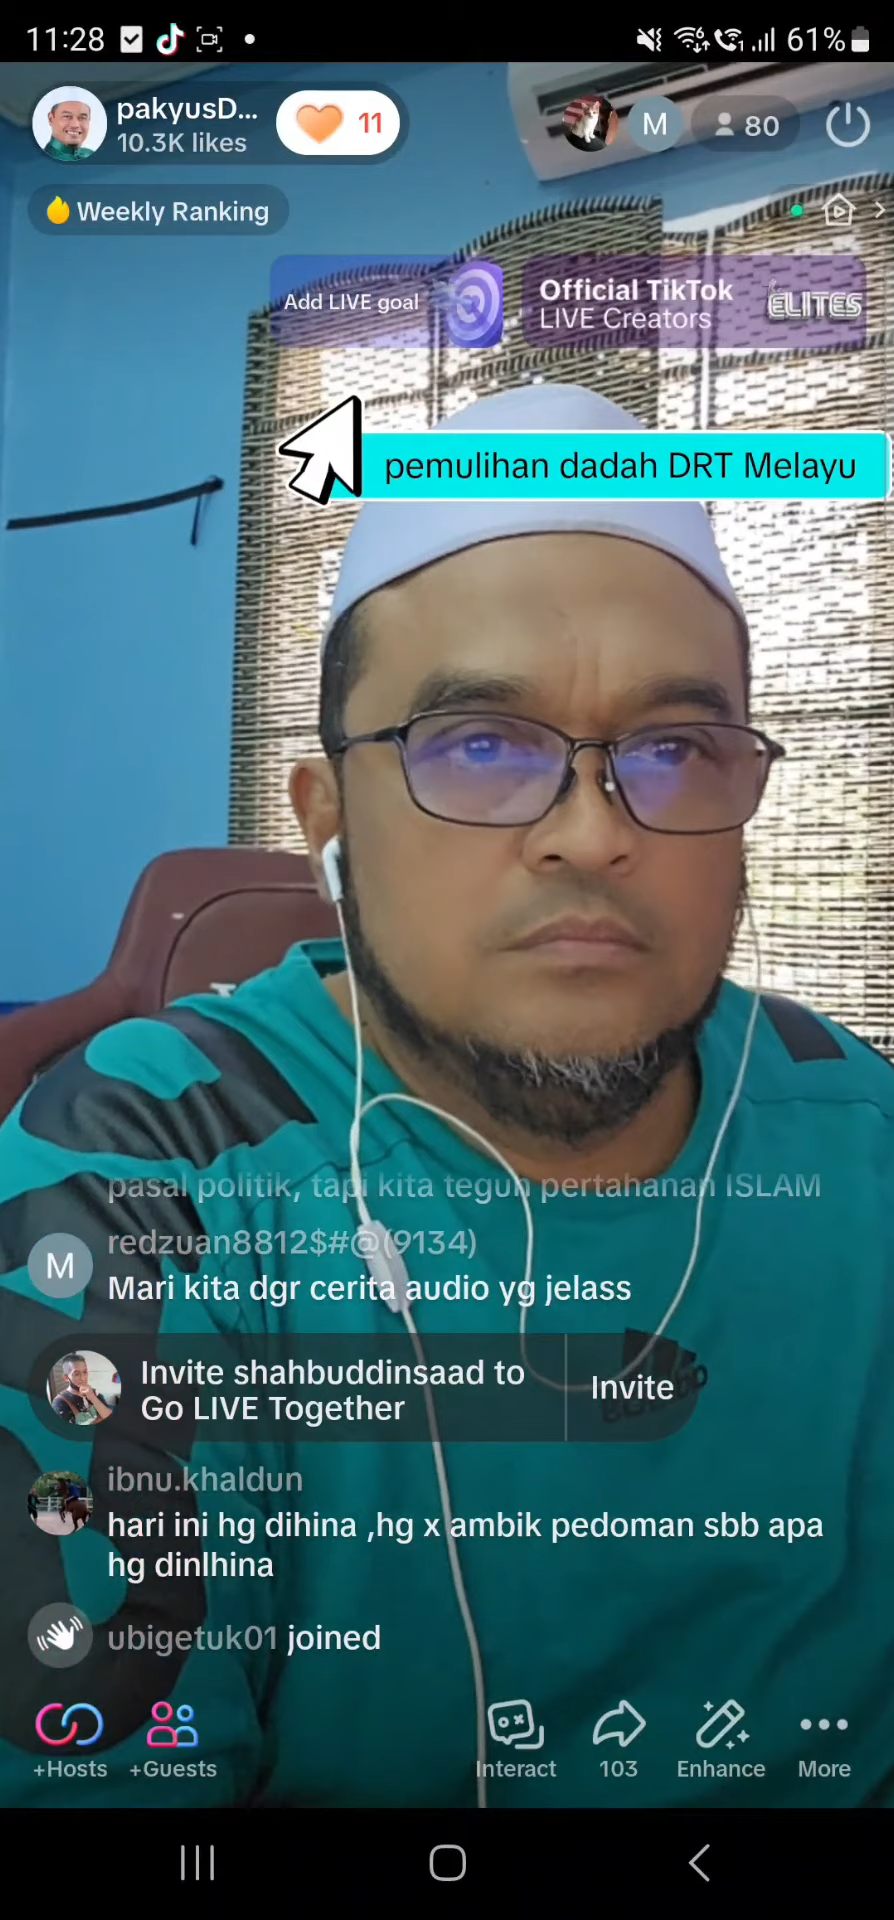 11:28
61%
pakyusD...
10.3K likes
11
M
80
Weekly Ranking
Add LIVE goal
Official TikTok
LIVE Creators
The
ELITES
pemulihan dadah DRT Melayu
pasal politik, tapi kita teguh pertahanan ISLAM
redzuan8812$#@(9134)
M
Mari kita dgr cerita audio yg jelass
Invite shahbuddinsaad to
Go LIVE Together
Invite
ibnu.khaldun
hari ini hg dihina ,hg x ambik pedoman sbb apa
hg dinlhina
ubigetuk01 joined
+Hosts
+Guests
Interact
103
Enhance
More